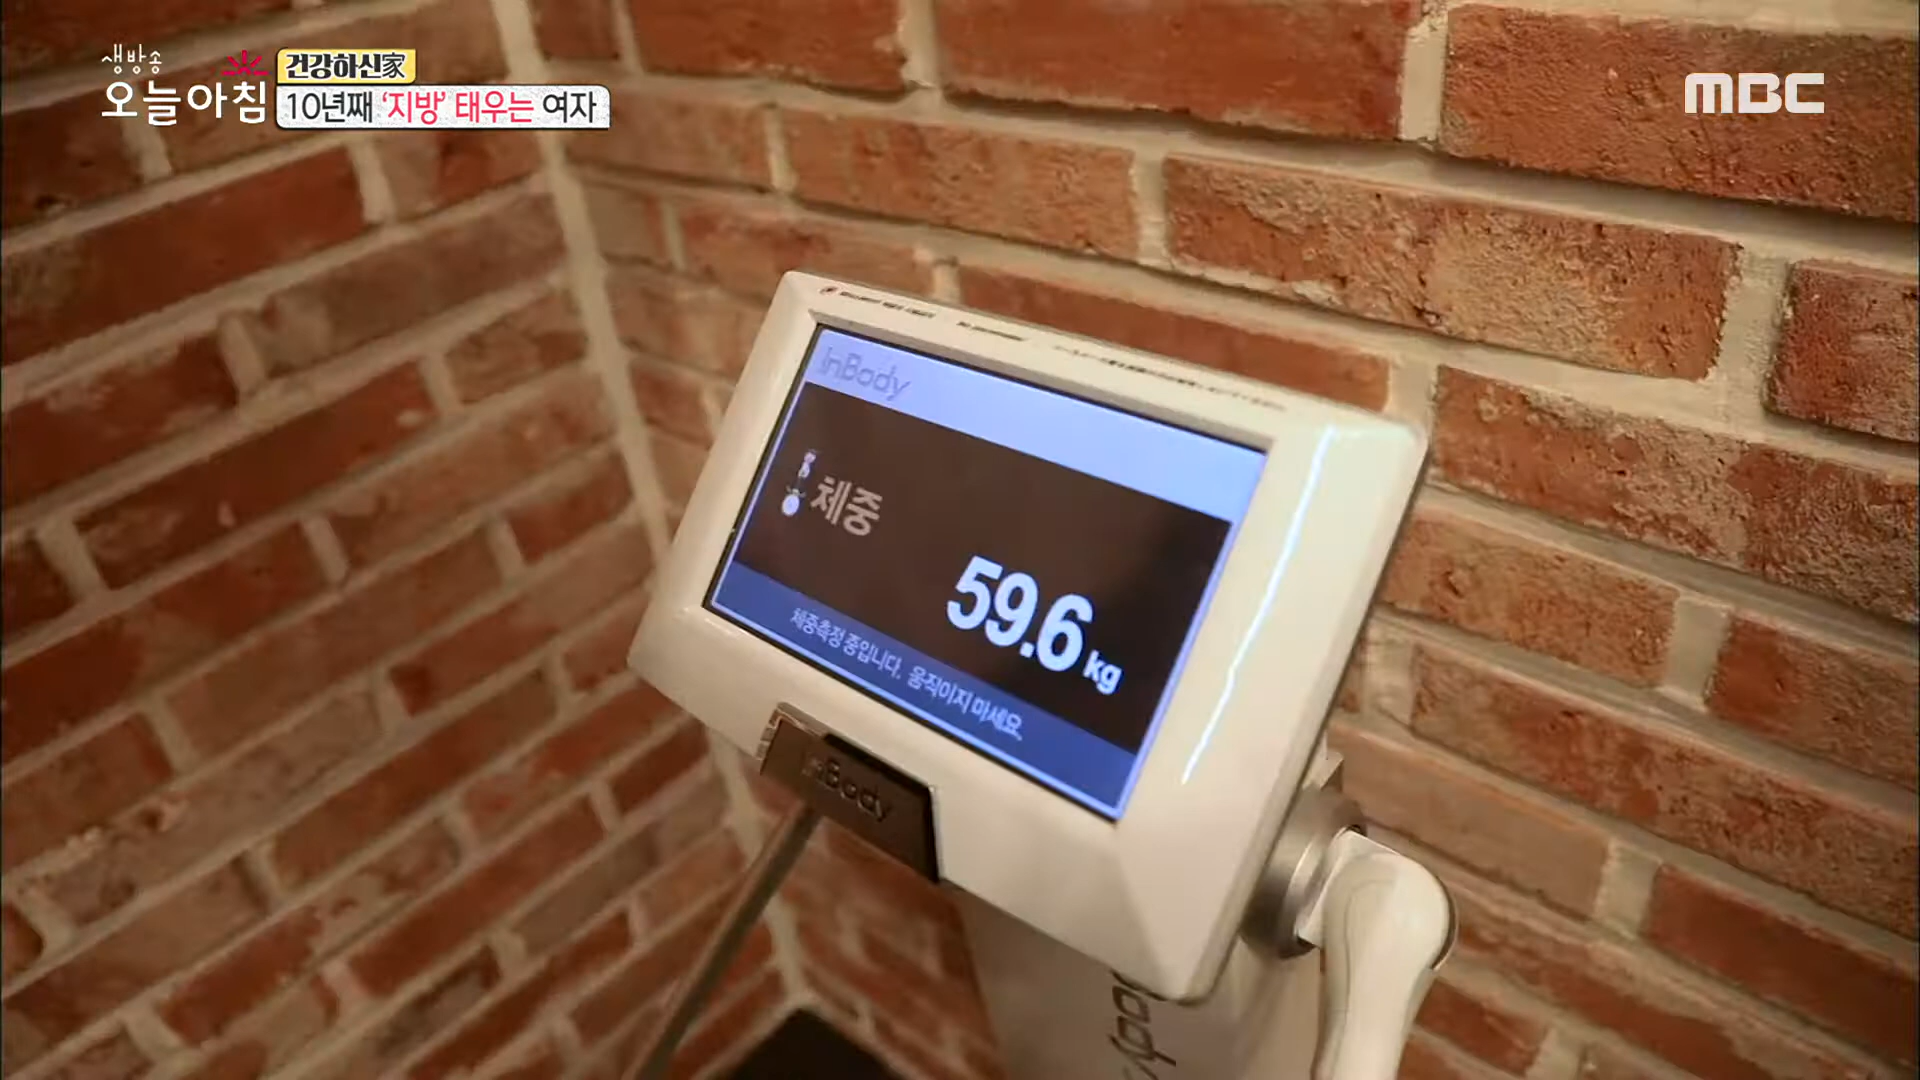 생방송
오늘아침
건강하신家
10년째 '지방' 태우는 여자
MBC
InBody
체중
59.6 kg
체중측정 중입니다. 움직이지 마세요.
InBody